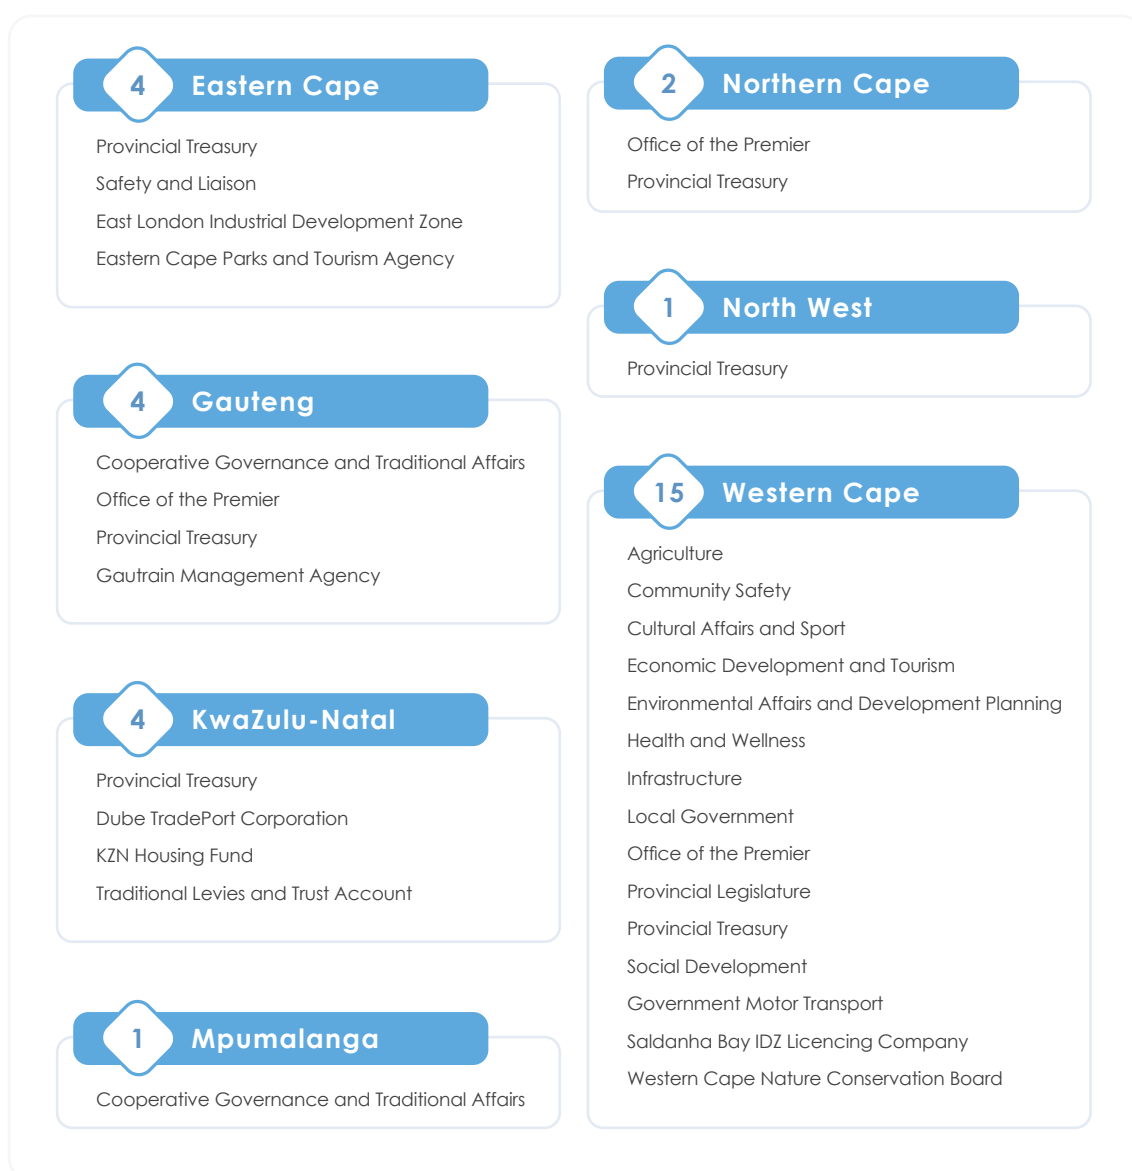 4 Eastern Cape
Provincial Treasury
Safety and Liaison
East London Industrial Development Zone
Eastern Cape Parks and Tourism Agency
4 Gauteng
Cooperative Governance and Traditional Affairs
Office of the Premier
Provincial Treasury
Gautrain Management Agency
4 KwaZulu-Natal
Provincial Treasury
Dube TradePort Corporation
KZN Housing Fund
Traditional Levies and Trust Account
1 Mpumalanga
Cooperative Governance and Traditional Affairs
2 Northern Cape
Office of the Premier
Provincial Treasury
1 North West
Provincial Treasury
15 Western Cape
Agriculture
Community Safety
Cultural Affairs and Sport
Economic Development and Tourism
Environmental Affairs and Development Planning
Health and Wellness
Infrastructure
Local Government
Office of the Premier
Provincial Legislature
Provincial Treasury
Social Development
Government Motor Transport
Saldanha Bay IDZ Licencing Company
Western Cape Nature Conservation Board